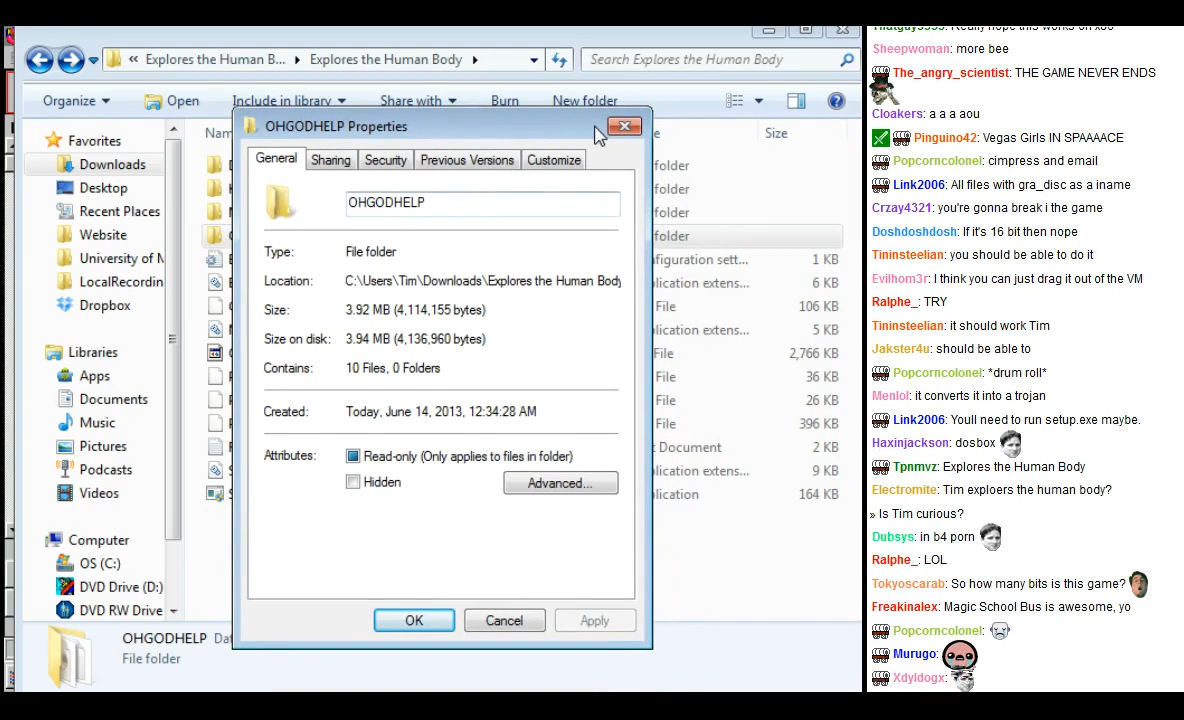 « Explores the Human B... ▸ Explores the Human Body ▸
Search Explores the Human Body
Organize Open Include in library Share with Burn New folder
OHGODHELP Properties
General Sharing Security Previous Versions Customize
OHGODHELP
Type: File folder
Location: C:\Users\Tim\Downloads\Explores the Human Body
Size: 3.92 MB (4,114,155 bytes)
Size on disk: 3.94 MB (4,136,960 bytes)
Contains: 10 Files, 0 Folders
Created: Today, June 14, 2013, 12:34:28 AM
Attributes: Read-only (Only applies to files in folder)
Hidden
Advanced...
OK Cancel Apply
Favorites
Downloads
Desktop
Recent Places
Website
University of M
LocalRecordin
Dropbox
Libraries
Apps
Documents
Music
Pictures
Podcasts
Videos
Computer
OS (C:)
DVD Drive (D:)
DVD RW Drive
Size
folder
folder
folder
folder
1 KB
6 KB
File 106 KB
5 KB
File 2,766 KB
File 36 KB
File 26 KB
File 396 KB
Document 2 KB
9 KB
164 KB
OHGODHELP
File folder
Sheepwoman: more bee
The_angry_scientist: THE GAME NEVER ENDS
Cloakers: a a a aou
Pinguino42: Vegas Girls IN SPAAAACE
Popcorncolonel: cimpress and email
Link2006: All files with gra_disc as a iname
Crzay4321: you're gonna break i the game
Doshdoshdosh: If it's 16 bit then nope
Tininsteelian: you should be able to do it
Evilhom3r: I think you can just drag it out of the VM
Ralphe_: TRY
Tininsteelian: it should work Tim
Jakster4u: should be able to
Popcorncolonel: *drum roll*
Menlol: it converts it into a trojan
Link2006: Youll need to run setup.exe maybe.
Haxinjackson: dosbox
Tpnmvz: Explores the Human Body
Electromite: Tim exploers the human body?
» Is Tim curious?
Dubsys: in b4 porn
Ralphe_: LOL
Tokyoscarab: So how many bits is this game?
Freakinalex: Magic School Bus is awesome, yo
Popcorncolonel:
Murugo:
Xdyldogx: